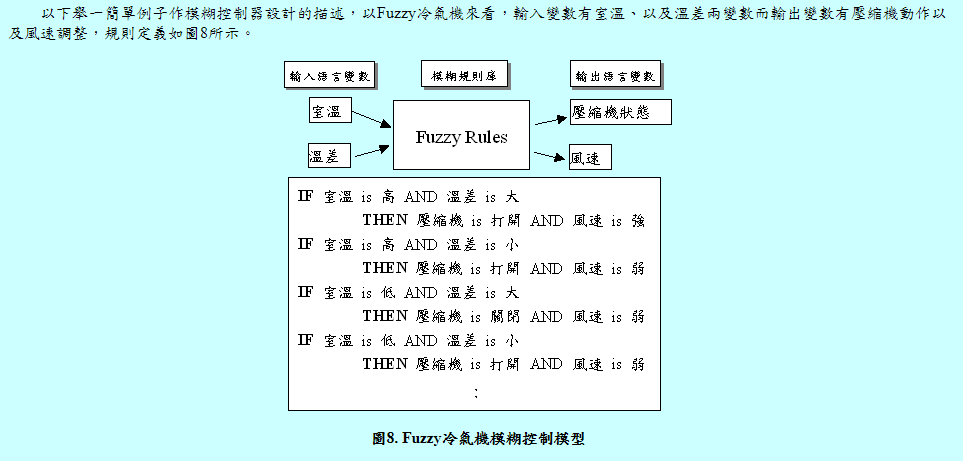 以下舉一簡單例子作模糊控制器設計的描述，以Fuzzy冷氣機來看，輸入變數有室溫、以及溫差兩變數而輸出變數有壓縮機動作以
及風速調整，規則定義如圖8所示。
輸入語言變數 模糊規則庫 輸出語言變數
室溫 壓縮機狀態
Fuzzy Rules
溫差 風速
IF 室溫 is 高 AND 溫差 is 大
THEN 壓縮機 is 打開 AND 風速 is 強
IF 室溫 is 高 AND 溫差 is 小
THEN 壓縮機 is 打開 AND 風速 is 弱
IF 室溫 is 低 AND 溫差 is 大
THEN 壓縮機 is 關閉 AND 風速 is 弱
IF 室溫 is 低 AND 溫差 is 小
THEN 壓縮機 is 打開 AND 風速 is 弱
:
圖8. Fuzzy冷氣機模糊控制模型